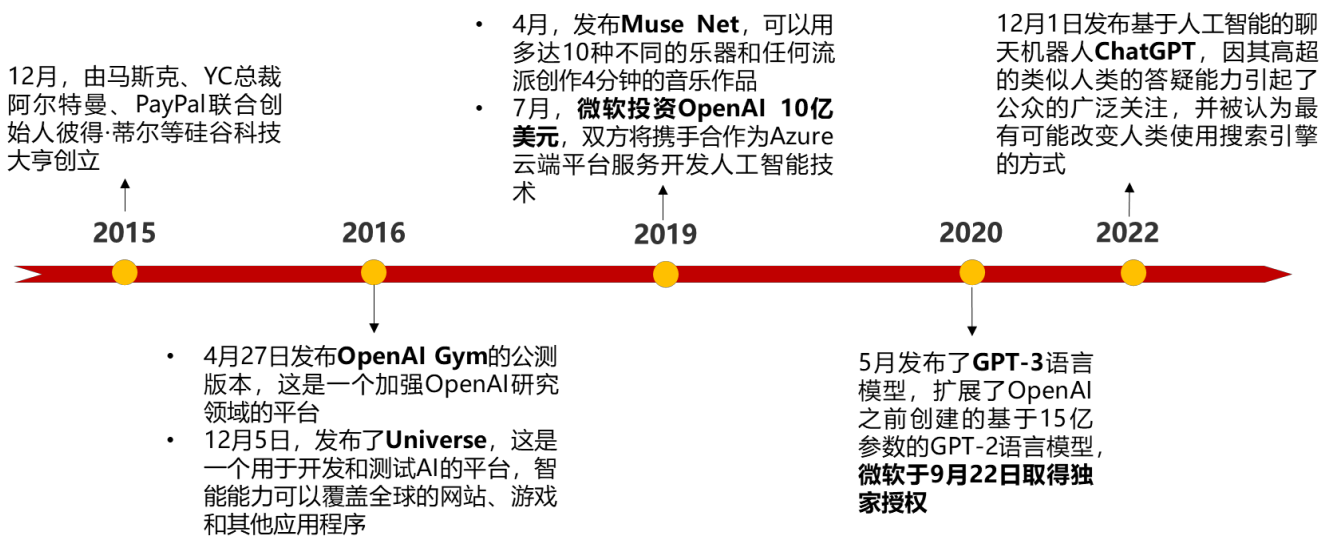 12月，由马斯克、YC总裁
阿尔特曼、PayPal联合创
始人彼得·蒂尔等硅谷科技
大亨创立
2015
2016
• 4月27日发布OpenAI Gym的公测
版本，这是一个加强OpenAI研究
领域的平台
• 12月5日，发布了Universe，这是
一个用于开发和测试AI的平台，智
能能力可以覆盖全球的网站、游戏
和其他应用程序
• 4月，发布Muse Net，可以用
多达10种不同的乐器和任何流
派创作4分钟的音乐作品
• 7月，微软投资OpenAI 10亿
美元，双方将携手合作为Azure
云端平台服务开发人工智能技
术
2019
2020
5月发布了GPT-3语言
模型，扩展了OpenAI
之前创建的基于15亿
参数的GPT-2语言模型，
微软于9月22日取得独
家授权
12月1日发布基于人工智能的聊
天机器人ChatGPT，因其高超
的类似人类的答疑能力引起了
公众的广泛关注，并被认为最
有可能改变人类使用搜索引擎
的方式
2022